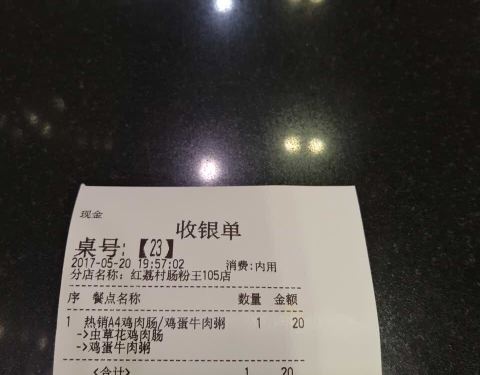 现金
收银单
桌号:【23】
2017-05-20 19:57:02 消费:内用
分店名称: 红荔村肠粉王105店
序 餐点名称 数量 金额
1 热销A4鸡肉肠/鸡蛋牛肉粥 1 20
->虫草花鸡肉肠
->鸡蛋牛肉粥
<合计> 1 20